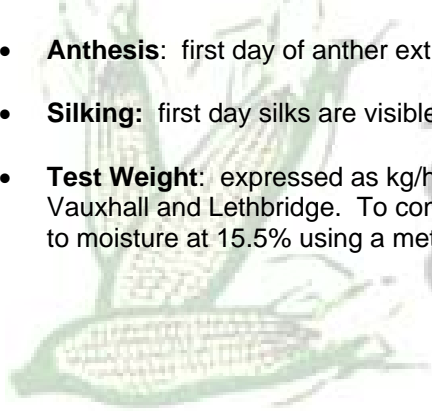 • Anthesis: first day of anther ext
• Silking: first day silks are visible
• Test Weight: expressed as kg/h
Vauxhall and Lethbridge. To con
to moisture at 15.5% using a met